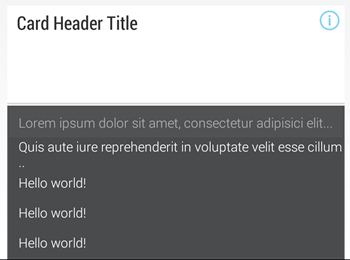 Card Header Title
Lorem ipsum dolor sit amet, consectetur adipisici elit...
Quis aute iure reprehenderit in voluptate velit esse cillum
..
Hello world!
Hello world!
Hello world!